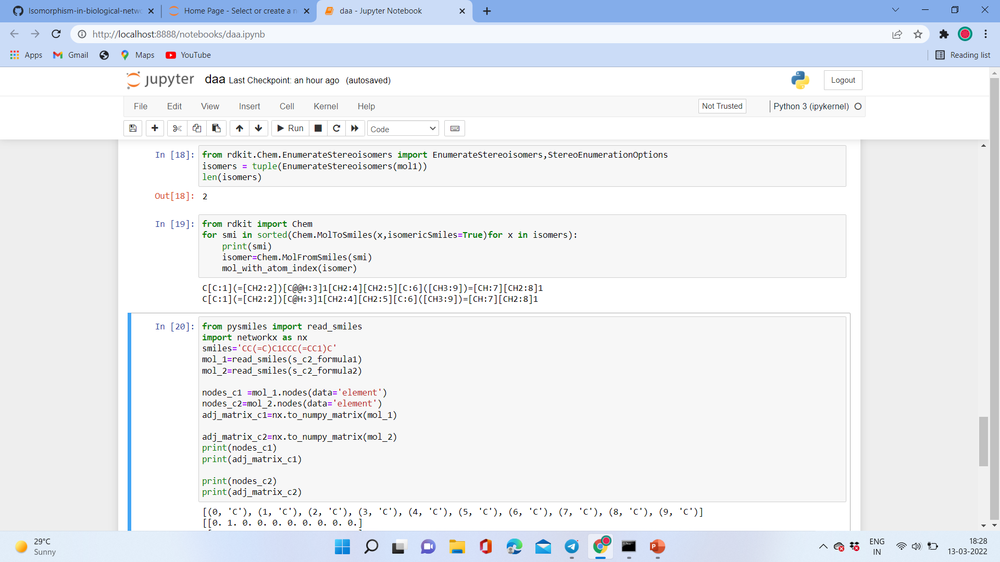 Isomorphism-in-biological-netw
Home Page - Select or create a n
daa - Jupyter Notebook
http://localhost:8888/notebooks/daa.ipynb
Apps
Gmail
Maps
YouTube
Reading list
jupyter
daa Last Checkpoint: an hour ago (autosaved)
Logout
File Edit View Insert Cell Kernel Help
Not Trusted
Python 3 (ipykernel)
Run
Code
In [18]:
from rdkit.Chem.EnumerateStereoisomers import EnumerateStereoisomers,StereoEnumerationOptions
isomers = tuple(EnumerateStereoisomers(mol1))
len(isomers)
Out[18]: 2
In [19]:
from rdkit import Chem
for smi in sorted(Chem.MolToSmiles(x,isomericSmiles=True)for x in isomers):
    print(smi)
    isomer=Chem.MolFromSmiles(smi)
    mol_with_atom_index(isomer)
C[C:1](=[CH2:2])[C@@H:3]1[CH2:4][CH2:5][C:6]([CH3:9])=[CH:7][CH2:8]1
C[C:1](=[CH2:2])[C@H:3]1[CH2:4][CH2:5][C:6]([CH3:9])=[CH:7][CH2:8]1
In [20]:
from pysmiles import read_smiles
import networkx as nx
smiles='CC(=C)C1CCC(=CC1)C'
mol_1=read_smiles(s_c2_formula1)
mol_2=read_smiles(s_c2_formula2)
nodes_c1 =mol_1.nodes(data='element')
nodes_c2=mol_2.nodes(data='element')
adj_matrix_c1=nx.to_numpy_matrix(mol_1)
adj_matrix_c2=nx.to_numpy_matrix(mol_2)
print(nodes_c1)
print(adj_matrix_c1)
print(nodes_c2)
print(adj_matrix_c2)
[(0, 'C'), (1, 'C'), (2, 'C'), (3, 'C'), (4, 'C'), (5, 'C'), (6, 'C'), (7, 'C'), (8, 'C'), (9, 'C')]
[[0. 1. 0. 0. 0. 0. 0. 0. 0. 0.]
29°C
Sunny
ENG
IN
18:28
13-03-2022